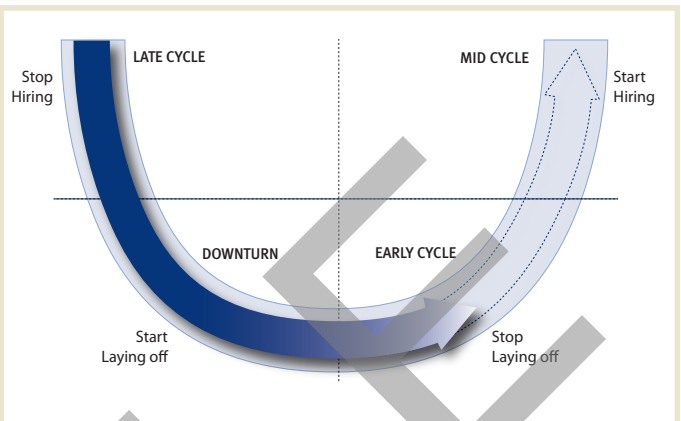 LATE CYCLE
MID CYCLE
Stop
Hiring
Start
Hiring
DOWNTURN
EARLY CYCLE
Start
Laying off
Stop
Laying off